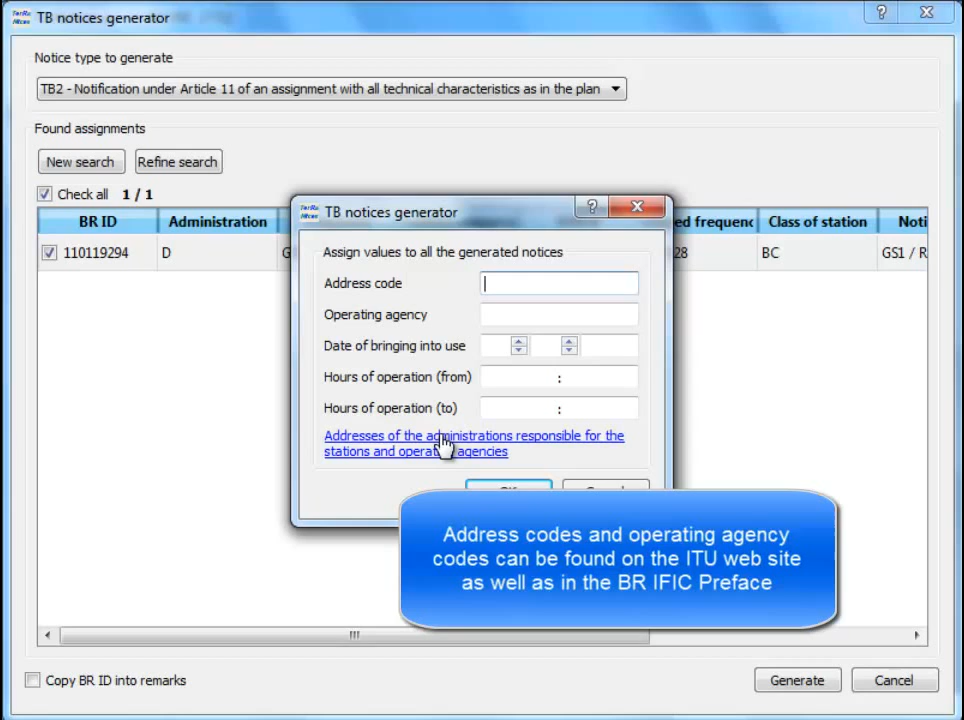 TB notices generator
Notice type to generate
TB2 - Notification under Article 11 of an assignment with all technical characteristics as in the plan
Found assignments
New search
Refine search
Check all 1 / 1
BR ID
Administration
Class of station
110119294
D
28
BC
GS1 / R
TB notices generator
Assign values to all the generated notices
Address code
Operating agency
Date of bringing into use
Hours of operation (from)
:
Hours of operation (to)
:
Addresses of the administrations responsible for the
stations and operating agencies
Address codes and operating agency
codes can be found on the ITU web site
as well as in the BR IFIC Preface
Copy BR ID into remarks
Generate
Cancel